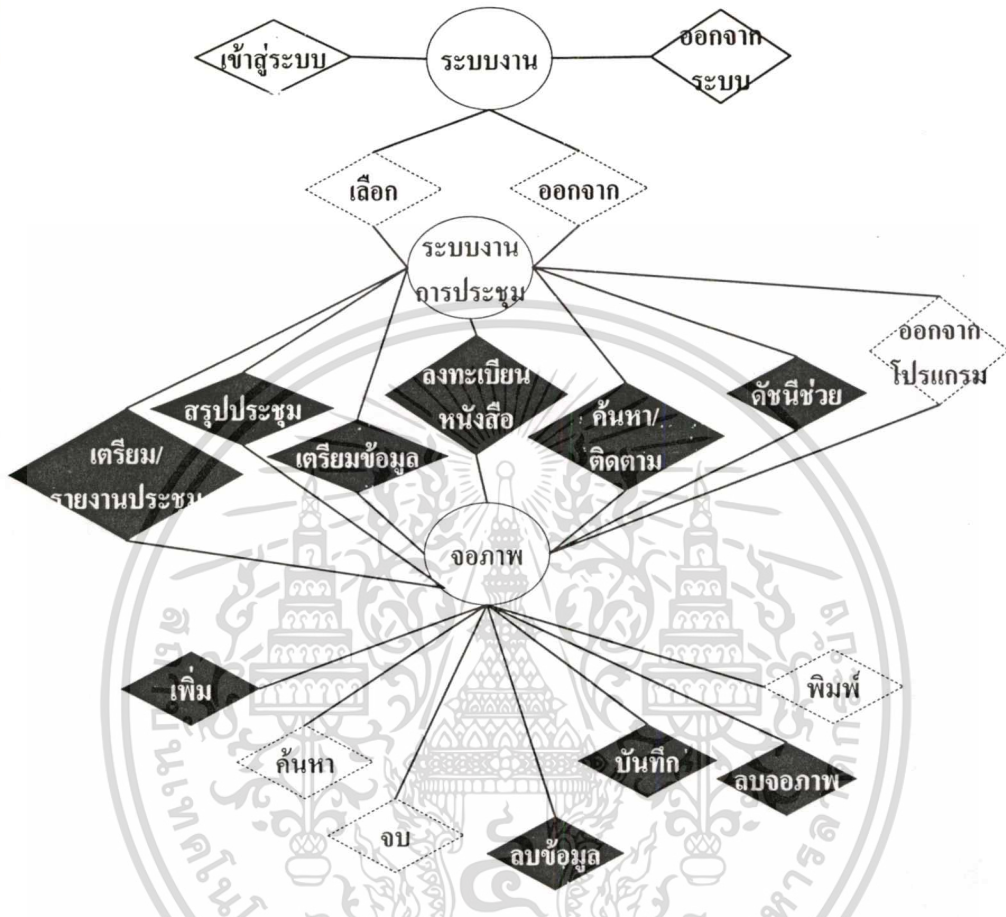 เข้าสู่ระบบ
ระบบงาน
ออกจาก
ระบบ
เลือก
ออกจาก
ระบบงาน
การประชุม
ออกจาก
โปรแกรม
ลงทะเบียน
หนังสือ
สรุปประชุม
ดัชนีช่วย
ค้นหา/
ติดตาม
เตรียมข้อมูล
เตรียม/
รายงานประชุม
จอภาพ
เพิ่ม
พิมพ์
ค้นหา
บันทึก
ลบจอภาพ
จบ
ลบข้อมูล